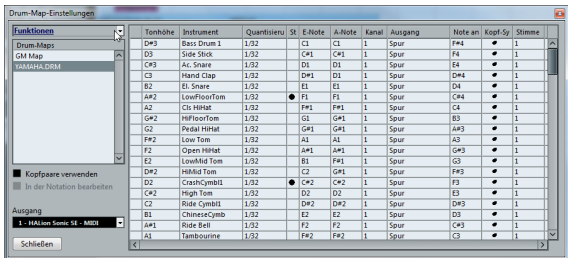 Drum-Map-Einstellungen
Funktionen
Drum-Maps
GM Map
YAMAHA.DRM
Kopfpaare verwenden
In der Notation bearbeiten
Ausgang
1 - HALion Sonic SE - MIDI
Schließen
Tonhöhe Instrument Quantisieru St E-Note A-Note Kanal Ausgang Note an Kopf-Sy Stimme
D#3 Bass Drum 1 1/32 C1 C1 1 Spur F#4 1
D3 Side Stick 1/32 C#1 C#1 1 Spur F4 1
C#3 Ac. Snare 1/32 D1 D1 1 Spur E4 1
C3 Hand Clap 1/32 D#1 D#1 1 Spur D#4 1
B2 El. Snare 1/32 E1 E1 1 Spur D4 1
A#2 LowFloorTom 1/32 F1 F1 1 Spur C#4 1
A2 Cls HiHat 1/32 F#1 F#1 1 Spur C4 1
G#2 HiFloorTom 1/32 G1 G#1 1 Spur B3 1
G2 Pedal HiHat 1/32 G#1 G#1 1 Spur A#3 1
F#2 Low Tom 1/32 A1 A1 1 Spur A3 1
F2 Open HiHat 1/32 A#1 A#1 1 Spur G#3 1
E2 LowMid Tom 1/32 B1 F#1 1 Spur G3 1
D#2 HiMid Tom 1/32 C2 G#1 1 Spur F#3 1
D2 CrashCymbl1 1/32 C#2 C#2 1 Spur F3 1
C#2 High Tom 1/32 D2 D2 1 Spur E3 1
C2 Ride Cymbl1 1/32 D#2 D#2 1 Spur D#3 1
B1 ChineseCymb 1/32 E2 E2 1 Spur D3 1
A#1 Ride Bell 1/32 F2 F2 1 Spur C#3 1
A1 Tambourine 1/32 F#2 F#2 1 Spur C3 1